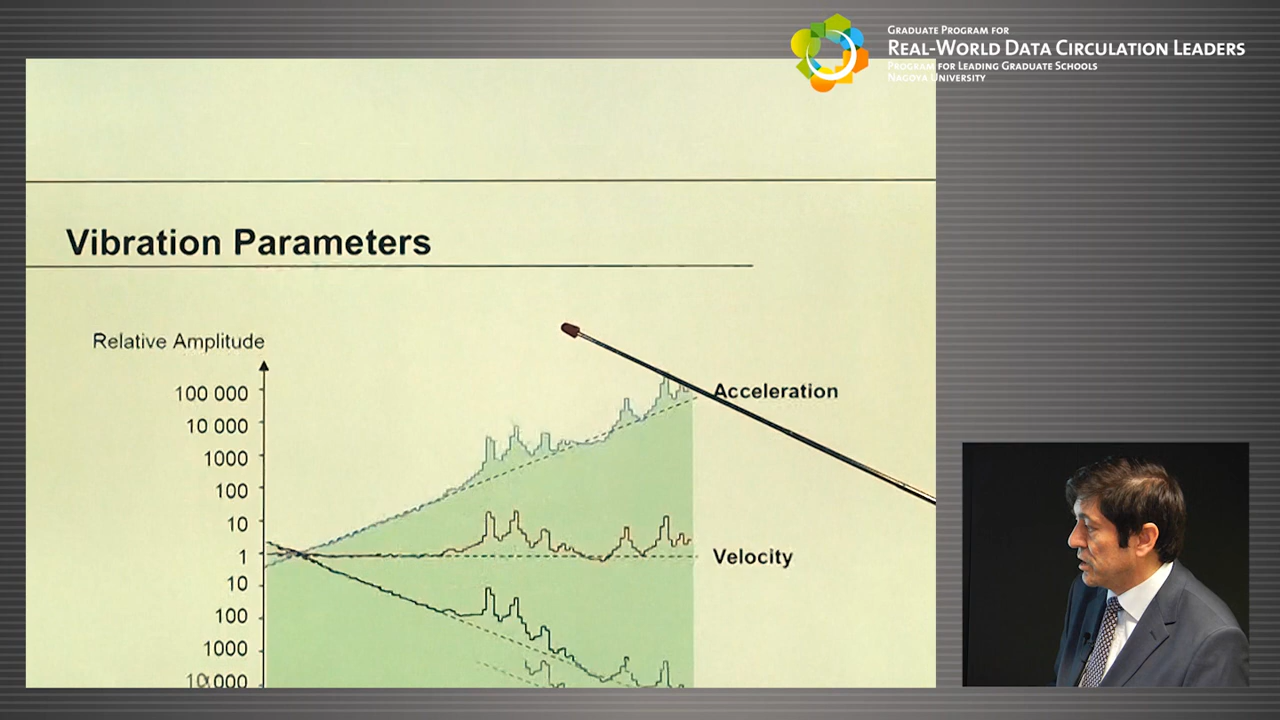 GRADUATE PROGRAM FOR
REAL-WORLD DATA CIRCULATION LEADERS
PROGRAM FOR LEADING GRADUATE SCHOOLS
NAGOYA UNIVERSITY
Vibration Parameters
Relative Amplitude
100 000
10 000
1000
100
10
1
10
100
1000
10 000
Acceleration
Velocity